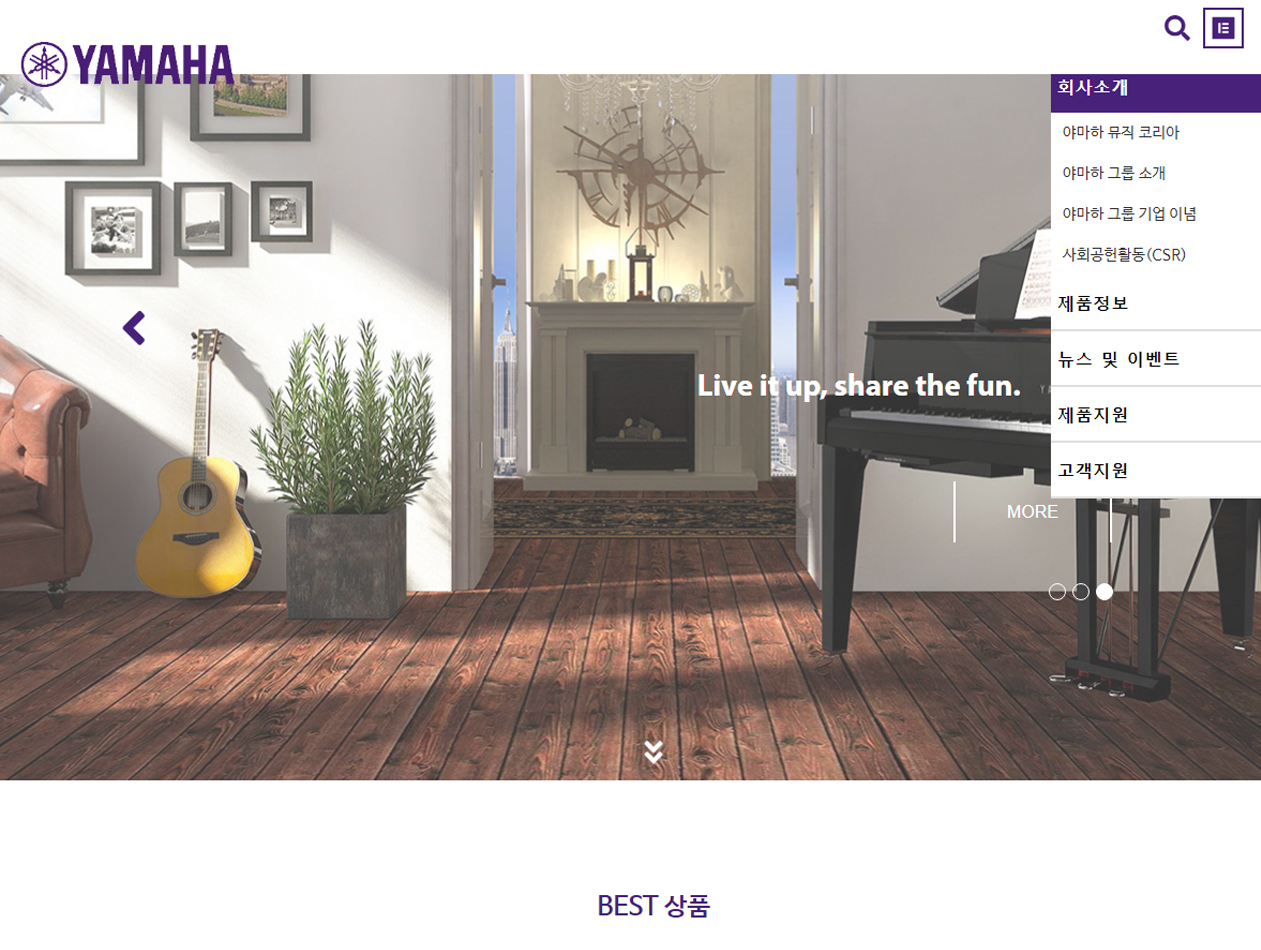 YAMAHA
회사소개
야마하 뮤직 코리아
야마하 그룹 소개
야마하 그룹 기업 이념
사회공헌활동(CSR)
제품정보
뉴스 및 이벤트
제품지원
고객지원
Live it up, share the fun.
MORE
BEST 상품